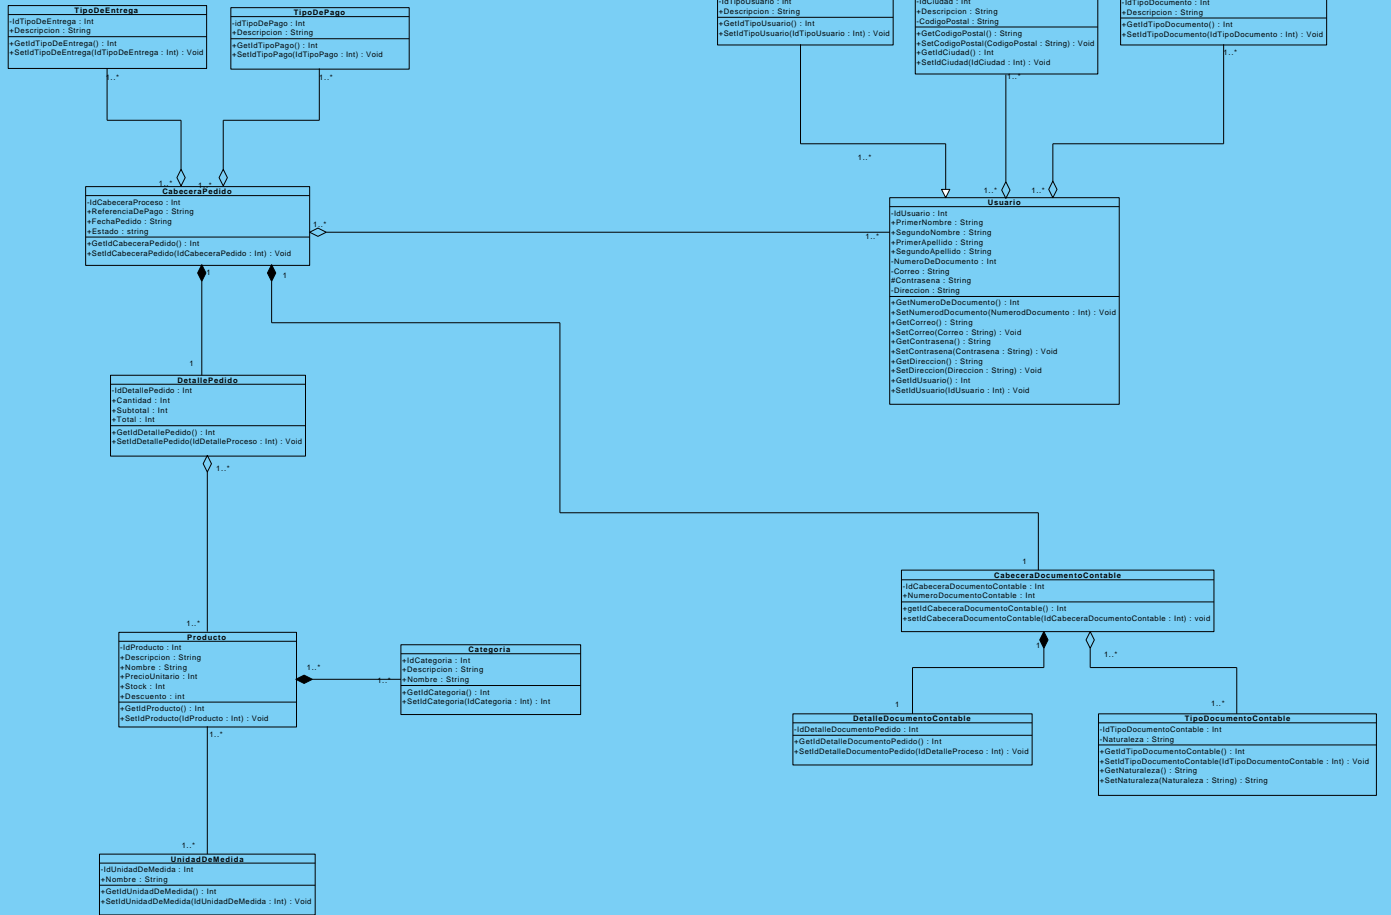 TipoDeEntrega
-IdTipoDeEntrega : Int
+Descripcion : String
+GetIdTipoDeEntrega() : Int
+SetIdTipoDeEntrega(IdTipoDeEntrega : Int) : Void
1..*
TipoDePago
-idTipoDePago : Int
+Descripcion : String
+GetIdTipoPago() : Int
+SetIdTipoPago(IdTipoPago : Int) : Void
1..*
-IdTipoUsuario : Int
+Descripcion : String
+GetIdTipoUsuario() : Int
+SetIdTipoUsuario(IdTipoUsuario : Int) : Void
1..*
-IdCiudad : Int
+Descripcion : String
-CodigoPostal : String
+GetCodigoPostal() : String
+SetCodigoPostal(CodigoPostal : String) : Void
+GetIdCiudad() : Int
+SetIdCiudad(IdCiudad : Int) : Void
1..*
-IdTipoDocumento : Int
+Descripcion : String
+GetIdTipoDocumento() : Int
+SetIdTipoDocumento(IdTipoDocumento : Int) : Void
1..*
1..*
1..*
CabeceraPedido
-IdCabeceraProceso : Int
+ReferenciaDePago : String
+FechaPedido : String
+Estado : string
+GetIdCabeceraPedido() : Int
+SetIdCabeceraPedido(IdCabeceraPedido : Int) : Void
1..*
1..*
1
1
1..*
1..*
Usuario
-IdUsuario : Int
+PrimerNombre : String
+SegundoNombre : String
+PrimerApellido : String
+SegundoApellido : String
-NumeroDeDocumento : Int
-Correo : String
#Contrasena : String
-Direccion : String
+GetNumeroDeDocumento() : Int
+SetNumerodDocumento(NumerodDocumento : Int) : Void
+GetCorreo() : String
+SetCorreo(Correo : String) : Void
+GetContrasena() : String
+SetContrasena(Contrasena : String) : Void
+GetDireccion() : String
+SetDireccion(Direccion : String) : Void
+GetIdUsuario() : Int
+SetIdUsuario(IdUsuario : Int) : Void
1
DetallePedido
-IdDetallePedido : Int
+Cantidad : Int
+Subtotal : Int
+Total : Int
+GetIdDetallePedido() : Int
+SetIdDetallePedido(IdDetalleProceso : Int) : Void
1..*
1
CabeceraDocumentoContable
-IdCabeceraDocumentoContable : Int
+NumeroDocumentoContable : Int
+getIdCabeceraDocumentoContable() : Int
+setIdCabeceraDocumentoContable(IdCabeceraDocumentoContable : Int) : void
1
1..*
1..*
Producto
-IdProducto : Int
+Descripcion : String
+Nombre : String
+PrecioUnitario : Int
+Stock : Int
+Descuento : int
+GetIdProducto() : Int
+SetIdProducto(IdProducto : Int) : Void
1..*
1..*
1..*
Categoria
+IdCategoria : Int
+Descripcion : String
+Nombre : String
+GetIdCategoria() : Int
+SetIdCategoria(IdCategoria : Int) : Int
1
DetalleDocumentoContable
-IdDetalleDocumentoPedido : Int
+GetIdDetalleDocumentoPedido() : Int
+SetIdDetalleDocumentoPedido(IdDetalleProceso : Int) : Void
1..*
TipoDocumentoContable
-IdTipoDocumentoContable : Int
-Naturaleza : String
+GetIdTipoDocumentoContable() : Int
+SetIdTipoDocumentoContable(IdTipoDocumentoContable : Int) : Void
+GetNaturaleza() : String
+SetNaturaleza(Naturaleza : String) : String
1..*
UnidadDeMedida
-IdUnidadDeMedida : Int
+Nombre : String
+GetIdUnidadDeMedida() : Int
+SetIdUnidadDeMedida(IdUnidadDeMedida : Int) : Void